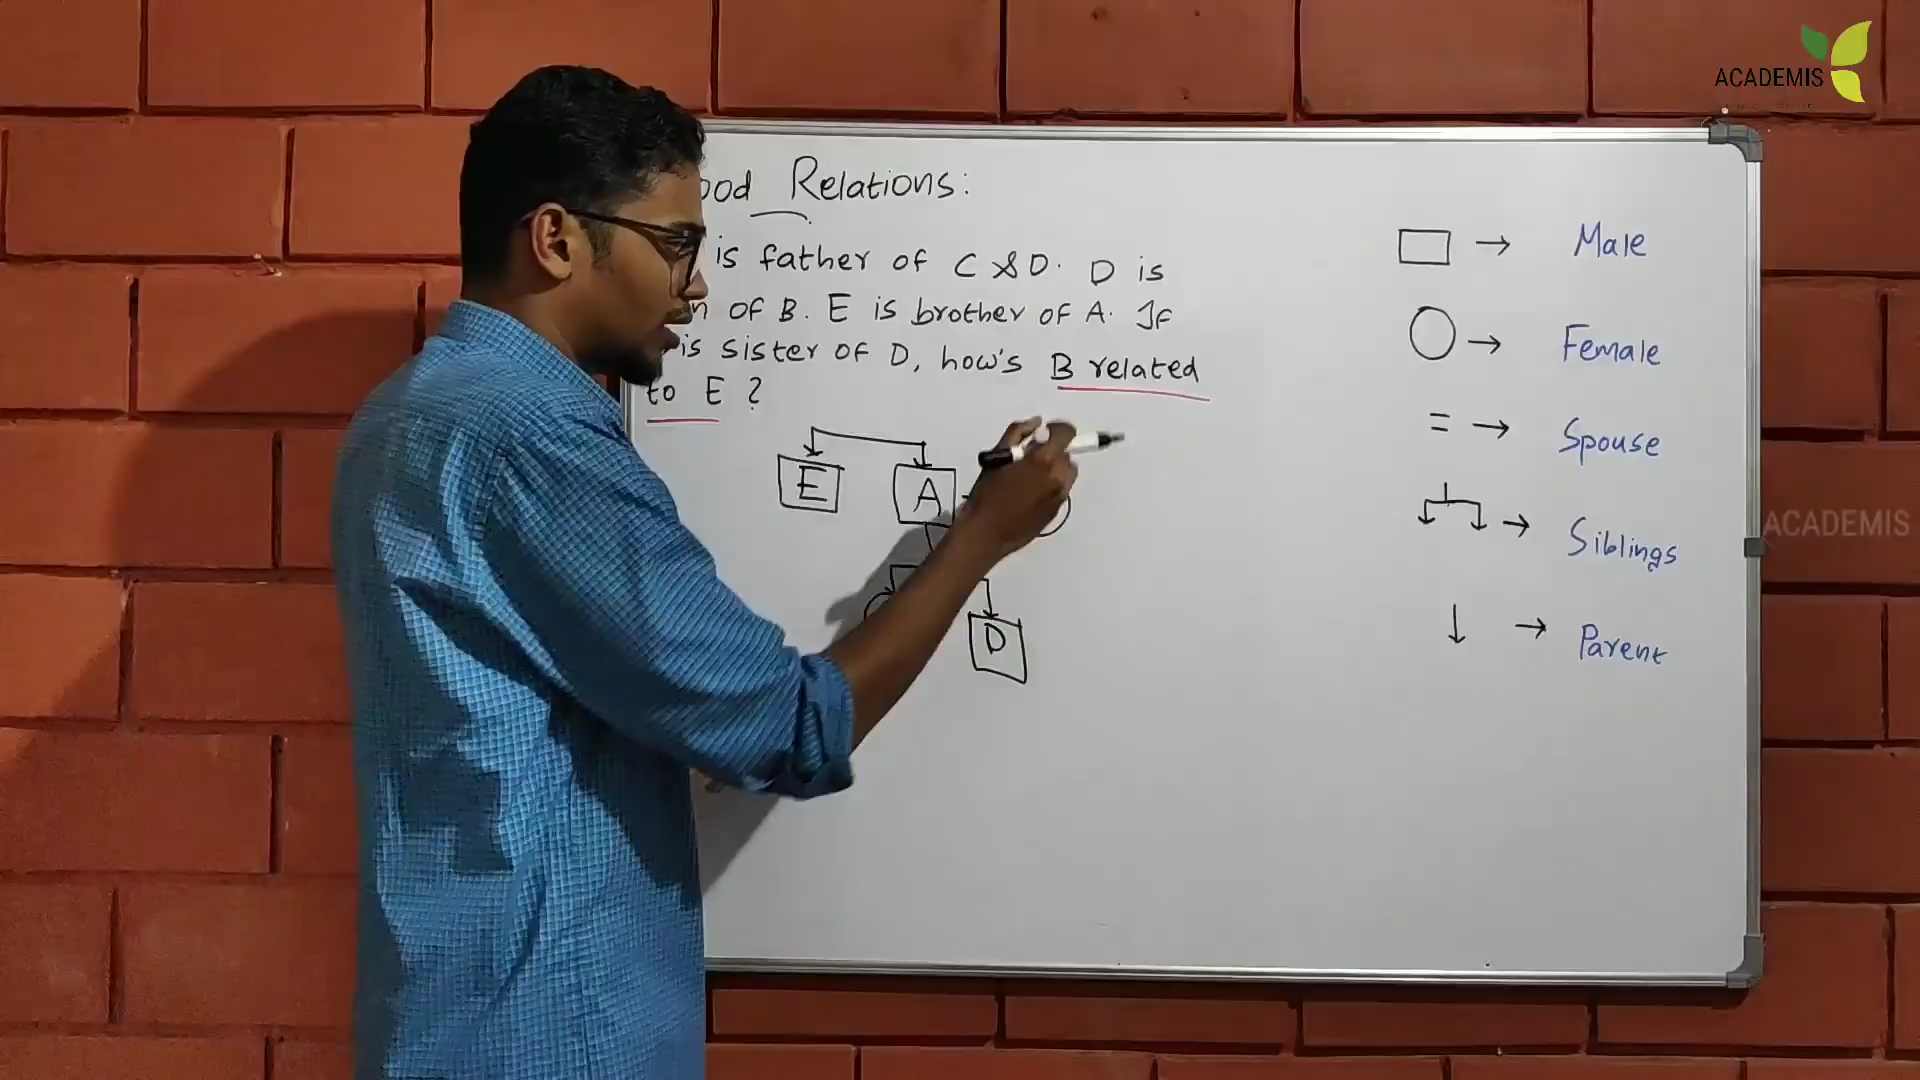 ACADEMIS
Relations:
is father of C & D. D is
of B. E is brother of A. If
is sister of D, how's B related
to E ?
E A
D
→ Male
→ Female
= → Spouse
→ Siblings
↓ → Parent
ACADEMIS